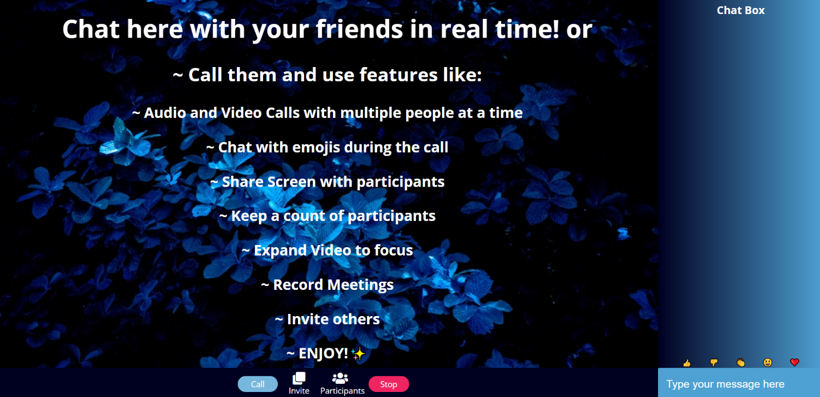 Chat here with your friends in real time! or
~ Call them and use features like:
~ Audio and Video Calls with multiple people at a time
~ Chat with emojis during the call
~ Share Screen with participants
~ Keep a count of participants
~ Expand Video to focus
~ Record Meetings
~ Invite others
~ ENJOY!✨
Chat Box
👍 👎 👏 🙂 ❤️
Type your message here
Call
Invite
Participants
Stop